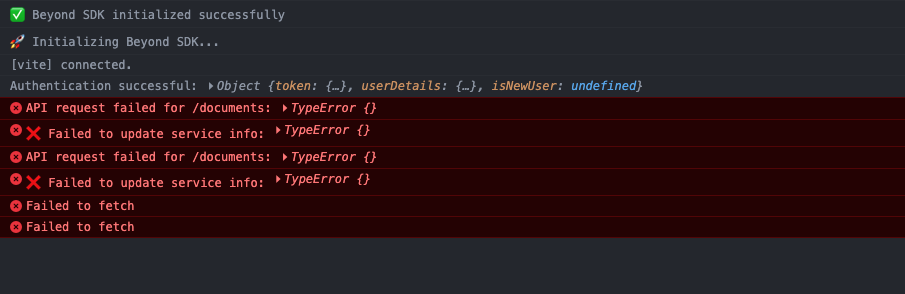 ✅ Beyond SDK initialized successfully
🚀 Initializing Beyond SDK...
[vite] connected.
Authentication successful: ▶Object {token: {…}, userDetails: {…}, isNewUser: undefined}
API request failed for /documents: ▶TypeError {}
❌ Failed to update service info: ▶TypeError {}
API request failed for /documents: ▶TypeError {}
❌ Failed to update service info: ▶TypeError {}
Failed to fetch
Failed to fetch